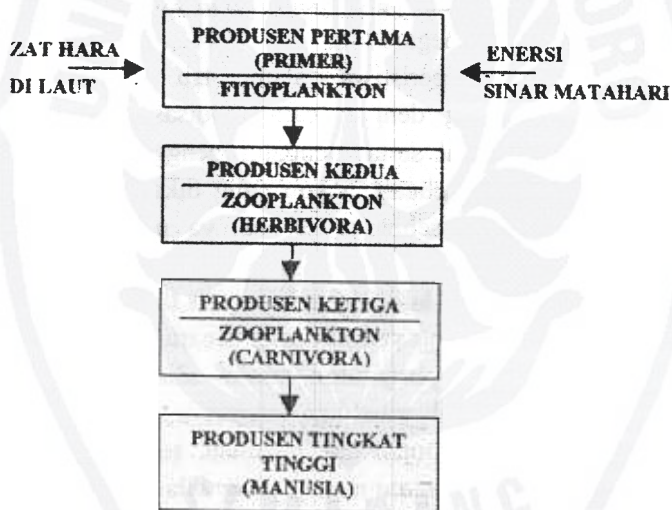 ZAT HARA
DI LAUT
PRODUSEN PERTAMA
(PRIMER)
FITOPLANKTON
ENERSI
SINAR MATAHARI
PRODUSEN KEDUA
ZOOPLANKTON
(HERBIVORA)
PRODUSEN KETIGA
ZOOPLANKTON
(CARNIVORA)
PRODUSEN TINGKAT
TINGGI
(MANUSIA)